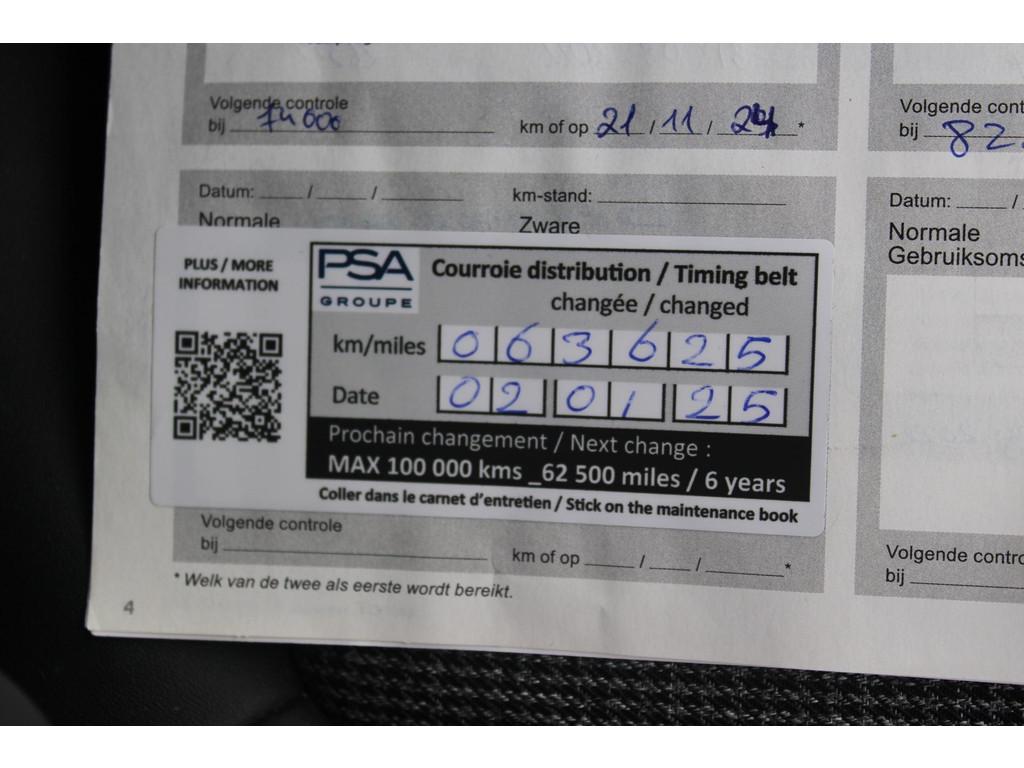 Volgende controle
bij 74 000 km of op 21 / 11 / 24 *
Volgende cont
bij 82.
Datum: / / km-stand:
Normale Zware
Datum: /
Normale
Gebruiksoms
PLUS / MORE
INFORMATION
PSA
GROUPE
Courroie distribution / Timing belt
changée / changed
km/miles 0 6 3 6 2 5
Date 0 2 0 1 2 5
Prochain changement / Next change :
MAX 100 000 kms _62 500 miles / 6 years
Coller dans le carnet d'entretien / Stick on the maintenance book
Volgende controle
bij km of op / / *
Volgende contro
bij
* Welk van de twee als eerste wordt bereikt.
4